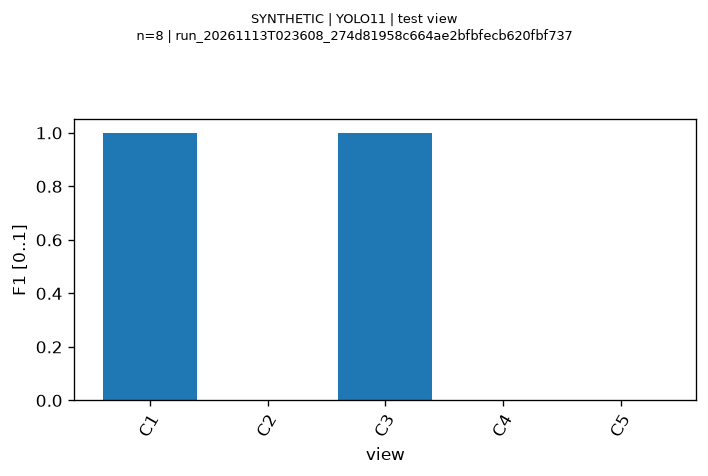 SYNTHETIC | YOLO11 | test view
n=8 | run_20261113T023608_274d81958c664ae2bfbfecb620fbf737
1.0
0.8
0.6
0.4
0.2
0.0
F1 [0..1]
C1
C2
C3
C4
C5
view